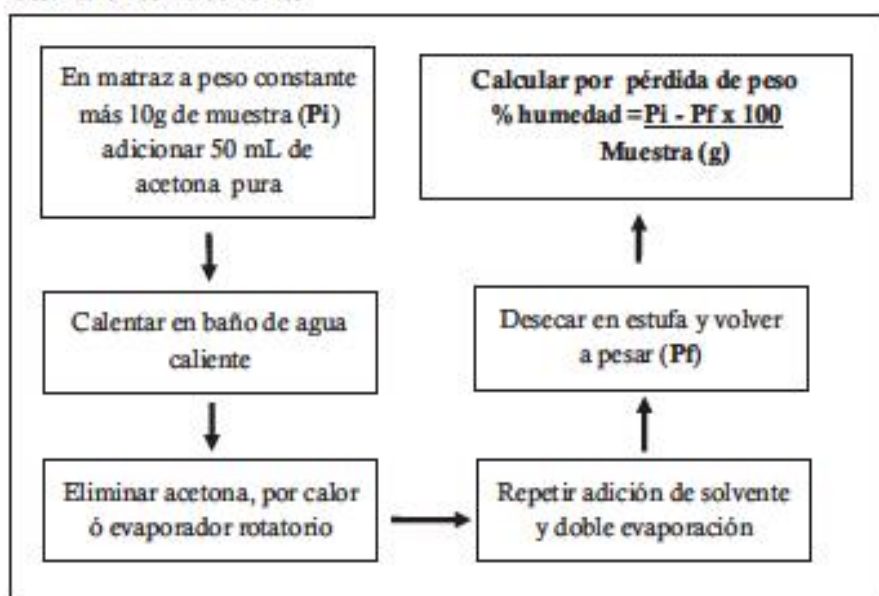 En matraz a peso constante
más 10g de muestra (Pi)
adicionar 50 mL de
acetona pura
Calentar en baño de agua
caliente
Eliminar acetona, por calor
ó evaporador rotatorio
Repetir adición de solvente
y doble evaporación
Desecar en estufa y volver
a pesar (Pf)
Calcular por pérdida de peso
% humedad = Pi - Pf x 100
Muestra (g)